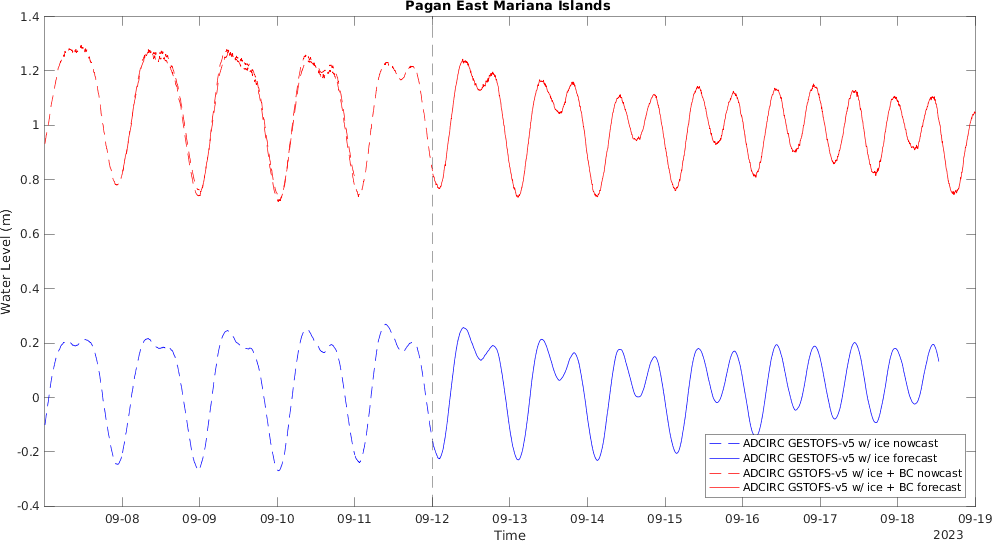 Pagan East Mariana Islands
1.4
1.2
1
0.8
0.6
0.4
0.2
0
-0.2
-0.4
Water Level (m)
ADCIRC GESTOFS-v5 w/ ice nowcast
ADCIRC GESTOFS-v5 w/ ice forecast
ADCIRC GSTOFS-v5 w/ ice + BC nowcast
ADCIRC GSTOFS-v5 w/ ice + BC forecast
09-08 09-09 09-10 09-11 09-12 09-13 09-14 09-15 09-16 09-17 09-18 09-19
Time
2023